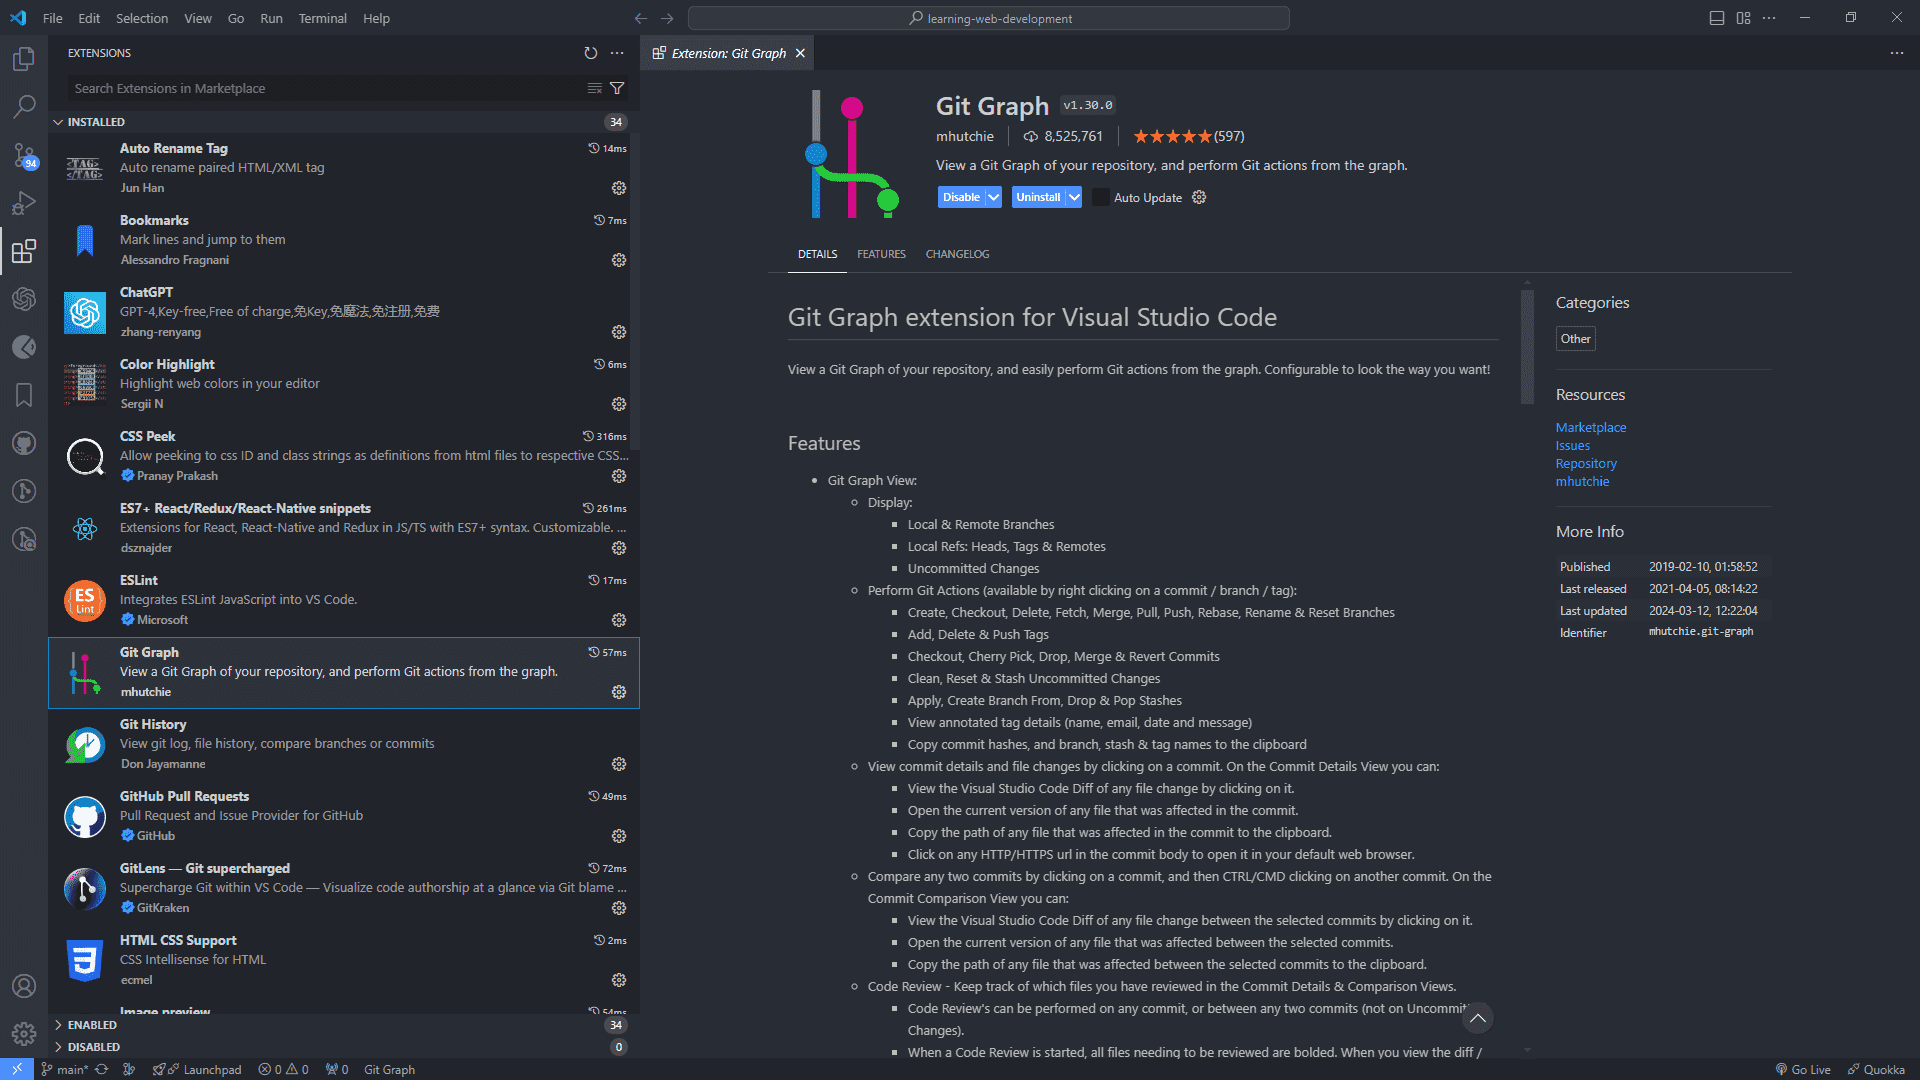 File Edit Selection View Go Run Terminal Help
learning-web-development
EXTENSIONS
Search Extensions in Marketplace
INSTALLED 34
Auto Rename Tag 14ms
Auto rename paired HTML/XML tag
Jun Han
Bookmarks 7ms
Mark lines and jump to them
Alessandro Fragnani
ChatGPT
GPT-4,Key-free,Free of charge,免Key,免魔法,免注册,免费
zhang-renyang
Color Highlight 6ms
Highlight web colors in your editor
Sergii N
CSS Peek 316ms
Allow peeking to css ID and class strings as definitions from html files to respective CSS...
Pranay Prakash
ES7+ React/Redux/React-Native snippets 261ms
Extensions for React, React-Native and Redux in JS/TS with ES7+ syntax. Customizable. ...
dsznajder
ESLint 17ms
Integrates ESLint JavaScript into VS Code.
Microsoft
Git Graph 57ms
View a Git Graph of your repository, and perform Git actions from the graph.
mhutchie
Git History
View git log, file history, compare branches or commits
Don Jayamanne
GitHub Pull Requests 49ms
Pull Request and Issue Provider for GitHub
GitHub
GitLens — Git supercharged 72ms
Supercharge Git within VS Code — Visualize code authorship at a glance via Git blame ...
GitKraken
HTML CSS Support 2ms
CSS Intellisense for HTML
ecmel
Image preview 54ms
ENABLED 34
DISABLED 0
94
<TAG>
</TAG>
ES
Lint
Extension: Git Graph
Git Graph v1.30.0
mhutchie 8,525,761 ★★★★★(597)
View a Git Graph of your repository, and perform Git actions from the graph.
Disable Uninstall Auto Update
DETAILS FEATURES CHANGELOG
Git Graph extension for Visual Studio Code
View a Git Graph of your repository, and easily perform Git actions from the graph. Configurable to look the way you want!
Features
• Git Graph View:
◦ Display:
▪ Local & Remote Branches
▪ Local Refs: Heads, Tags & Remotes
▪ Uncommitted Changes
◦ Perform Git Actions (available by right clicking on a commit / branch / tag):
▪ Create, Checkout, Delete, Fetch, Merge, Pull, Push, Rebase, Rename & Reset Branches
▪ Add, Delete & Push Tags
▪ Checkout, Cherry Pick, Drop, Merge & Revert Commits
▪ Clean, Reset & Stash Uncommitted Changes
▪ Apply, Create Branch From, Drop & Pop Stashes
▪ View annotated tag details (name, email, date and message)
▪ Copy commit hashes, and branch, stash & tag names to the clipboard
◦ View commit details and file changes by clicking on a commit. On the Commit Details View you can:
▪ View the Visual Studio Code Diff of any file change by clicking on it.
▪ Open the current version of any file that was affected in the commit.
▪ Copy the path of any file that was affected in the commit to the clipboard.
▪ Click on any HTTP/HTTPS url in the commit body to open it in your default web browser.
◦ Compare any two commits by clicking on a commit, and then CTRL/CMD clicking on another commit. On the
Commit Comparison View you can:
▪ View the Visual Studio Code Diff of any file change between the selected commits by clicking on it.
▪ Open the current version of any file that was affected between the selected commits.
▪ Copy the path of any file that was affected between the selected commits to the clipboard.
◦ Code Review - Keep track of which files you have reviewed in the Commit Details & Comparison Views.
▪ Code Review's can be performed on any commit, or between any two commits (not on Uncommit
Changes).
▪ When a Code Review is started, all files needing to be reviewed are bolded. When you view the diff /
Categories
Other
Resources
Marketplace
Issues
Repository
mhutchie
More Info
Published 2019-02-10, 01:58:52
Last released 2021-04-05, 08:14:22
Last updated 2024-03-12, 12:22:04
Identifier mhutchie.git-graph
main* Launchpad 0 0 0 Git Graph Go Live Quokka